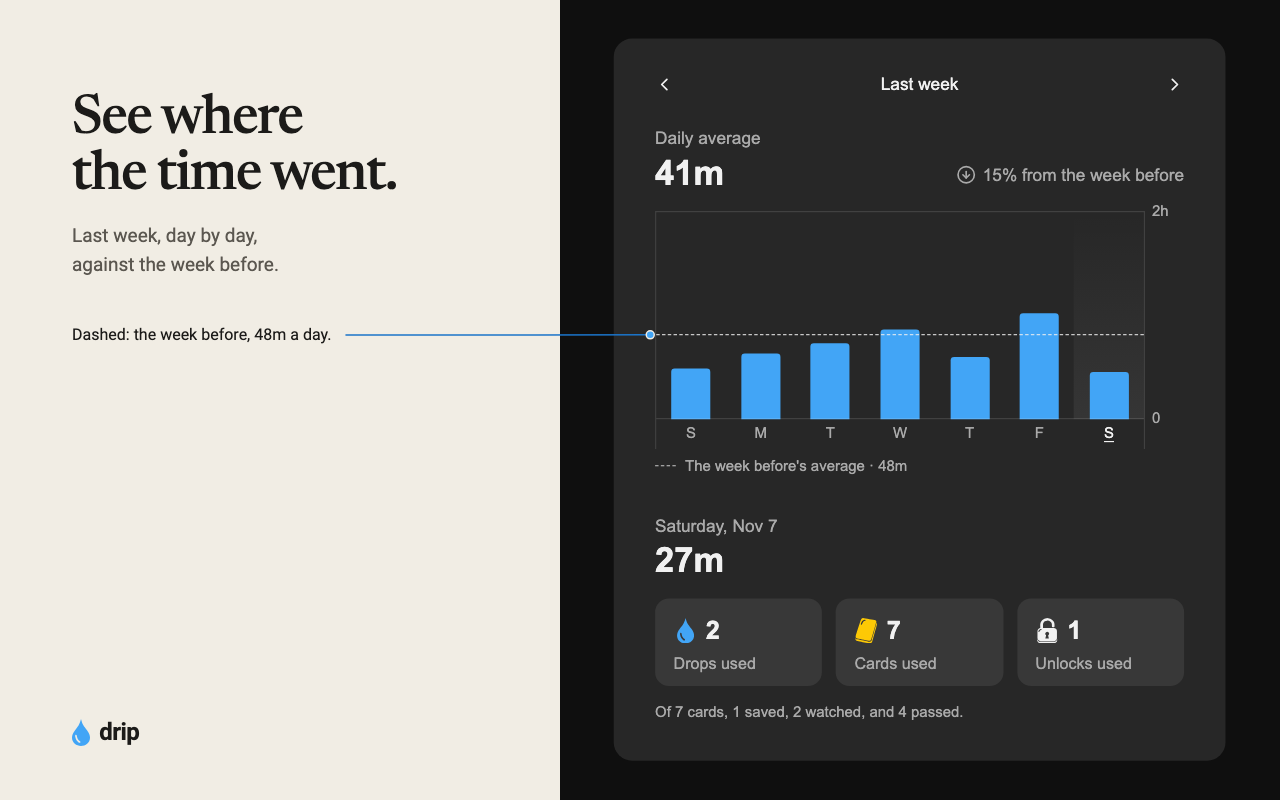 See where
the time went.
Last week, day by day,
against the week before.
Dashed: the week before, 48m a day.
drip
Last week
Daily average
41m
15% from the week before
2h
0
S M T W T F S
The week before's average · 48m
Saturday, Nov 7
27m
2
Drops used
7
Cards used
1
Unlocks used
Of 7 cards, 1 saved, 2 watched, and 4 passed.